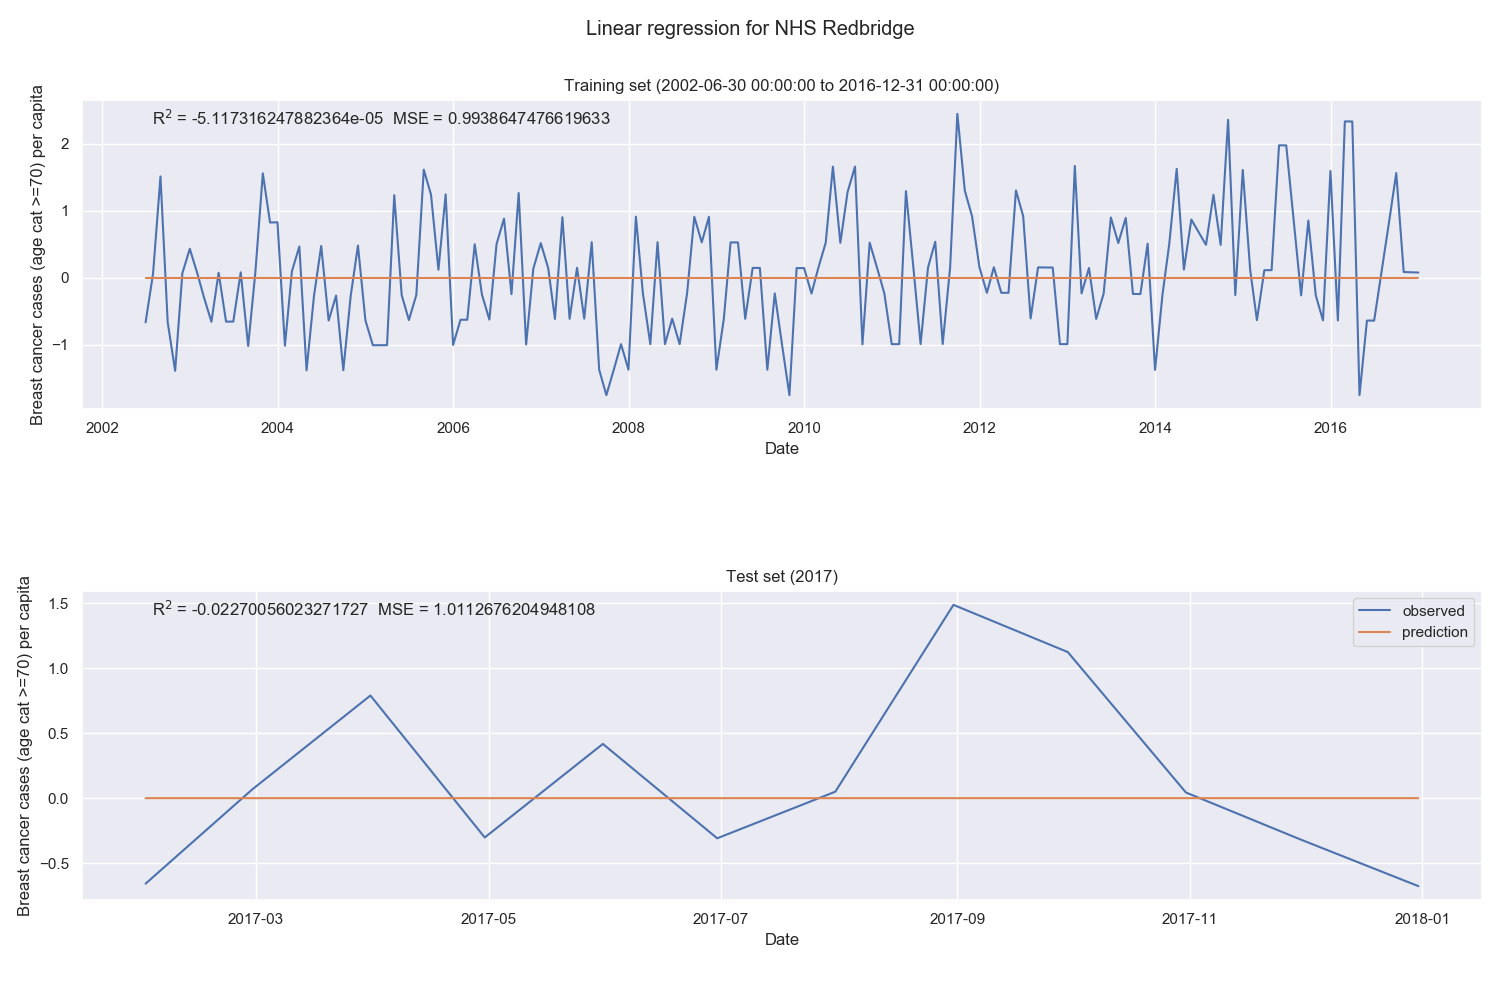 Linear regression for NHS Redbridge
Training set (2002-06-30 00:00:00 to 2016-12-31 00:00:00)
R² = -5.117316247882364e-05 MSE = 0.9938647476619633
Breast cancer cases (age cat >=70) per capita
2
1
0
−1
2002 2004 2006 2008 2010 2012 2014 2016
Date
Test set (2017)
R² = -0.02270056023271727 MSE = 1.0112676204948108
observed
prediction
Breast cancer cases (age cat >=70) per capita
1.5
1.0
0.5
0.0
−0.5
2017-03 2017-05 2017-07 2017-09 2017-11 2018-01
Date